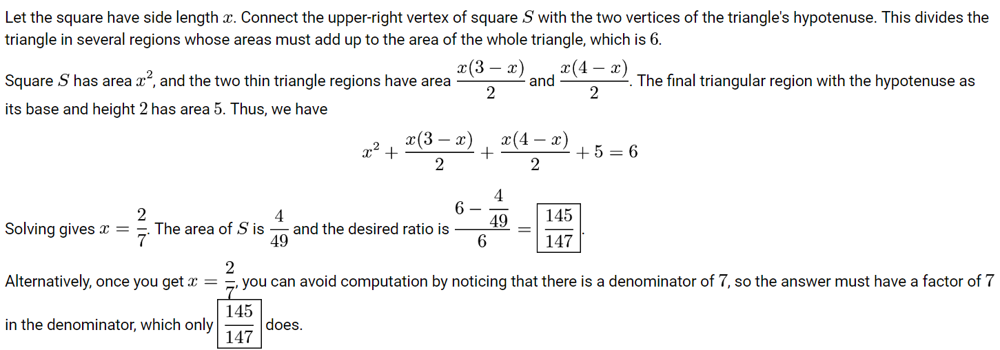 Let the square have side length x. Connect the upper-right vertex of square S with the two vertices of the triangle's hypotenuse. This divides the
triangle in several regions whose areas must add up to the area of the whole triangle, which is 6.
Square S has area x², and the two thin triangle regions have area \frac{x(3-x)}{2} and \frac{x(4-x)}{2}. The final triangular region with the hypotenuse as
its base and height 2 has area 5. Thus, we have
x^2 + \frac{x(3-x)}{2} + \frac{x(4-x)}{2} + 5 = 6
Solving gives x = \frac{2}{7}. The area of S is \frac{4}{49} and the desired ratio is \frac{6 - \frac{4}{49}}{6} = \boxed{\frac{145}{147}}.
Alternatively, once you get x = \frac{2}{7}, you can avoid computation by noticing that there is a denominator of 7, so the answer must have a factor of 7
in the denominator, which only \boxed{\frac{145}{147}} does.